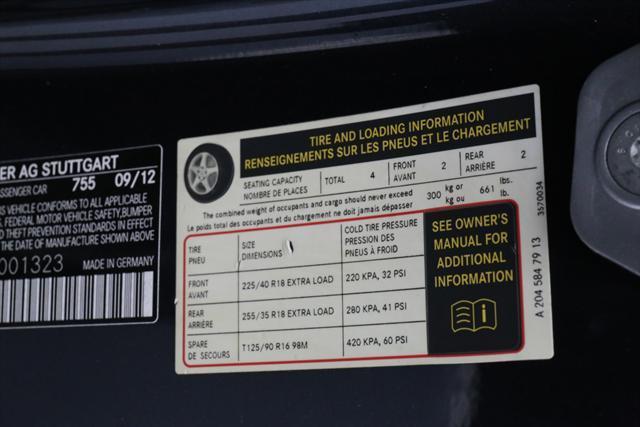 ER AG STUTTGART
SSENGER CAR 755 09/12
S VEHICLE CONFORMS TO ALL APPLICABLE
FEDERAL MOTOR VEHICLE SAFETY, BUMPER
D THEFT PREVENTION STANDARDS IN EFFECT
THE DATE OF MANUFACTURE SHOWN ABOVE
001323 MADE IN GERMANY
TIRE AND LOADING INFORMATION
RENSEIGNEMENTS SUR LES PNEUS ET LE CHARGEMENT
SEATING CAPACITY
NOMBRE DE PLACES
TOTAL 4
FRONT
AVANT
2
REAR
ARRIÈRE
2
The combined weight of occupants and cargo should never exceed
Le poids total des occupants et du chargement ne doit jamais dépasser
300 kg or
kg ou
661 lbs.
lb.
TIRE
PNEU
SIZE
DIMENSIONS
COLD TIRE PRESSURE
PRESSION DES
PNEUS À FROID
FRONT
AVANT
225/40 R18 EXTRA LOAD
220 KPA, 32 PSI
REAR
ARRIÈRE
255/35 R18 EXTRA LOAD
280 KPA, 41 PSI
SPARE
DE SECOURS
T125/90 R16 98M
420 KPA, 60 PSI
SEE OWNER'S
MANUAL FOR
ADDITIONAL
INFORMATION
3570034
A 204 584 79 13